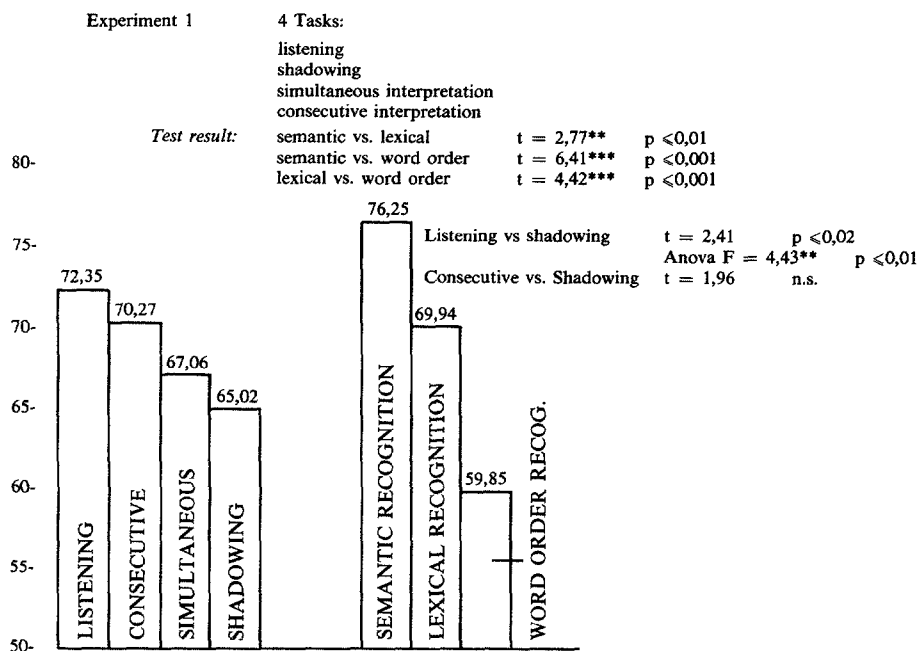 Experiment 1 4 Tasks:
listening
shadowing
simultaneous interpretation
consecutive interpretation
Test result: semantic vs. lexical t = 2,77** p ⩽0,01
semantic vs. word order t = 6,41*** p ⩽0,001
lexical vs. word order t = 4,42*** p ⩽0,001
80-
75-
70-
65-
60-
55-
50-
72,35
70,27
67,06
65,02
76,25
69,94
59,85
Listening vs shadowing t = 2,41 p ⩽0,02
Anova F = 4,43** p ⩽0,01
Consecutive vs. Shadowing t = 1,96 n.s.
LISTENING
CONSECUTIVE
SIMULTANEOUS
SHADOWING
SEMANTIC RECOGNITION
LEXICAL RECOGNITION
WORD ORDER RECOG.